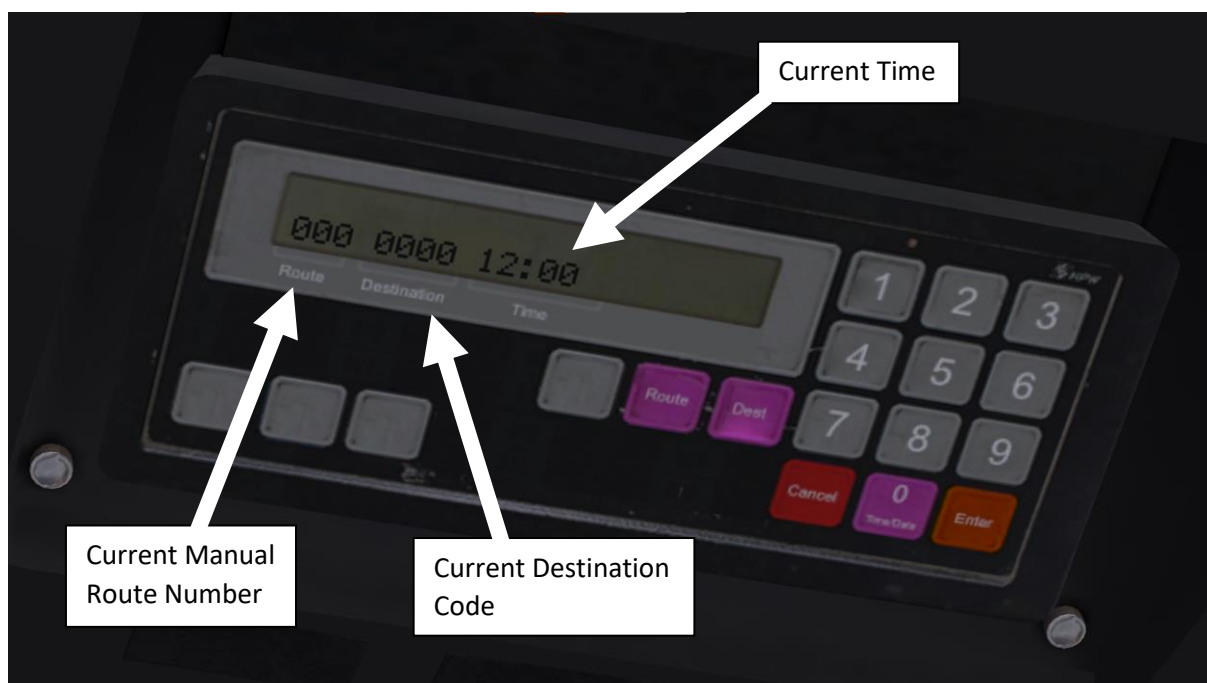 Current Time
000 0000 12:00
Route
Destination
Time
HPW
1 2 3
4 5 6
Route Dest
7 8 9
Cancel
0
Time/Date
Enter
Current Manual
Route Number
Current Destination
Code